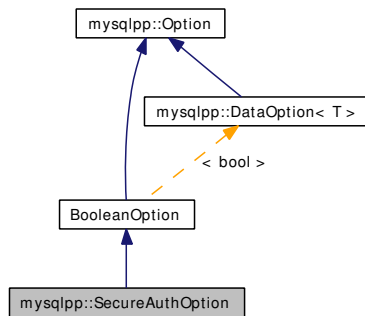 mysqlpp::Option
mysqlpp::DataOption< T >
< bool >
BooleanOption
mysqlpp::SecureAuthOption